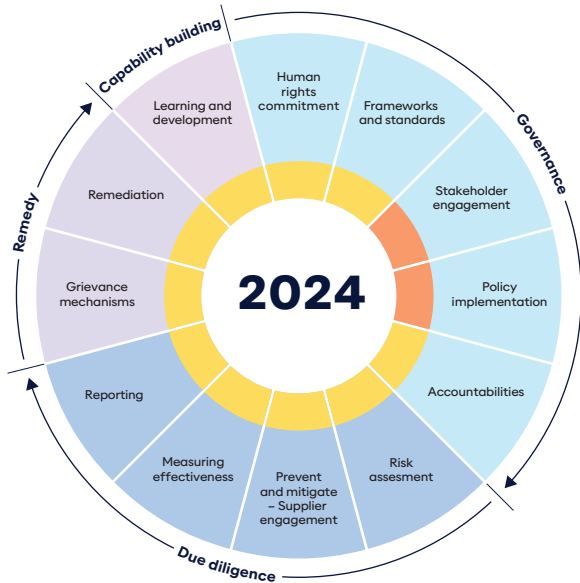 Capability building
Governance
Human
rights
commitment
Frameworks
and standards
Stakeholder
engagement
Policy
implementation
Accountabilities
Risk
assesment
Prevent
and mitigate
– Supplier
engagement
Measuring
effectiveness
Reporting
Grievance
mechanisms
Remediation
Learning and
development
2024
Remedy
Due diligence